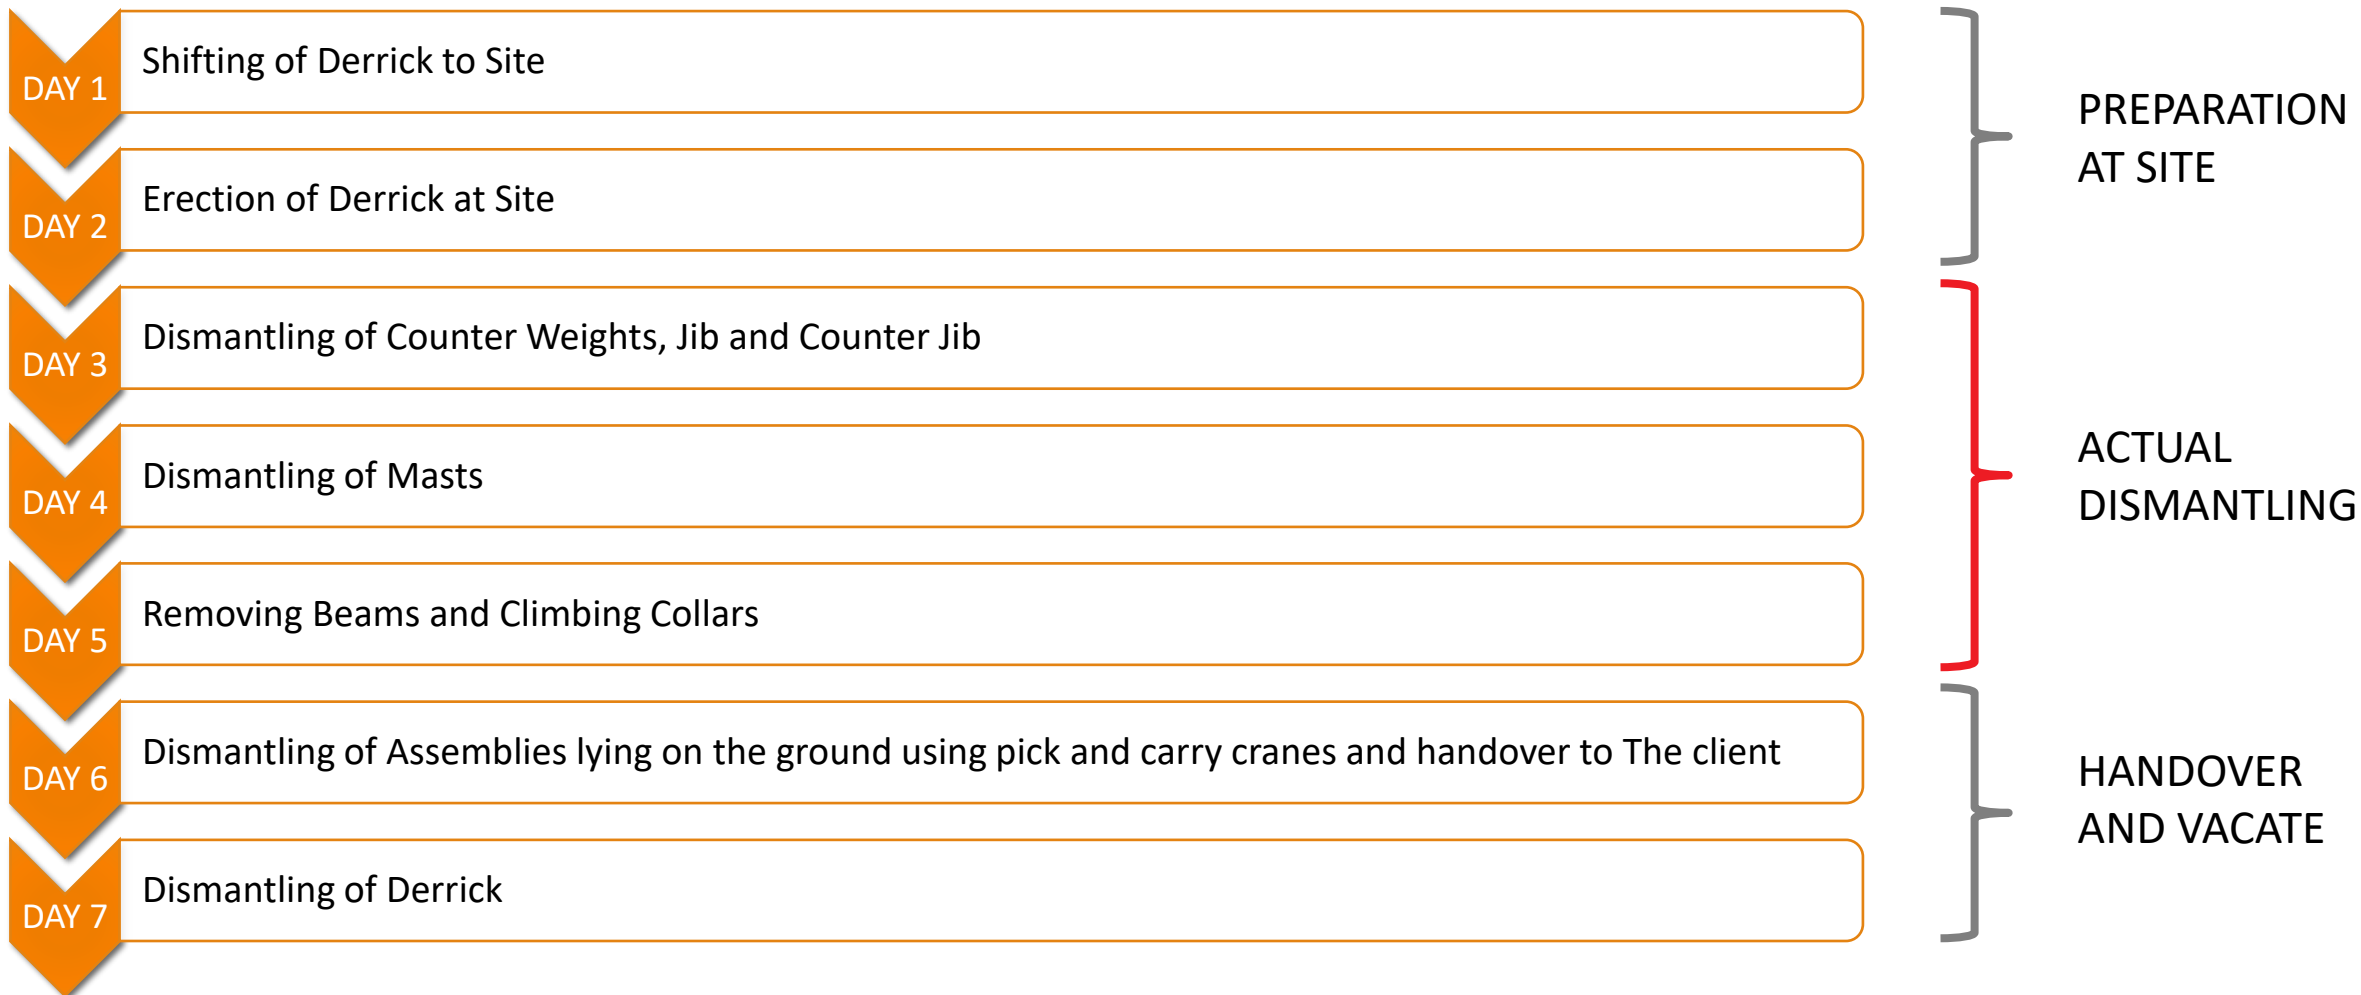 DAY 1
Shifting of Derrick to Site
DAY 2
Erection of Derrick at Site
PREPARATION
AT SITE
DAY 3
Dismantling of Counter Weights, Jib and Counter Jib
DAY 4
Dismantling of Masts
DAY 5
Removing Beams and Climbing Collars
ACTUAL
DISMANTLING
DAY 6
Dismantling of Assemblies lying on the ground using pick and carry cranes and handover to The client
DAY 7
Dismantling of Derrick
HANDOVER
AND VACATE